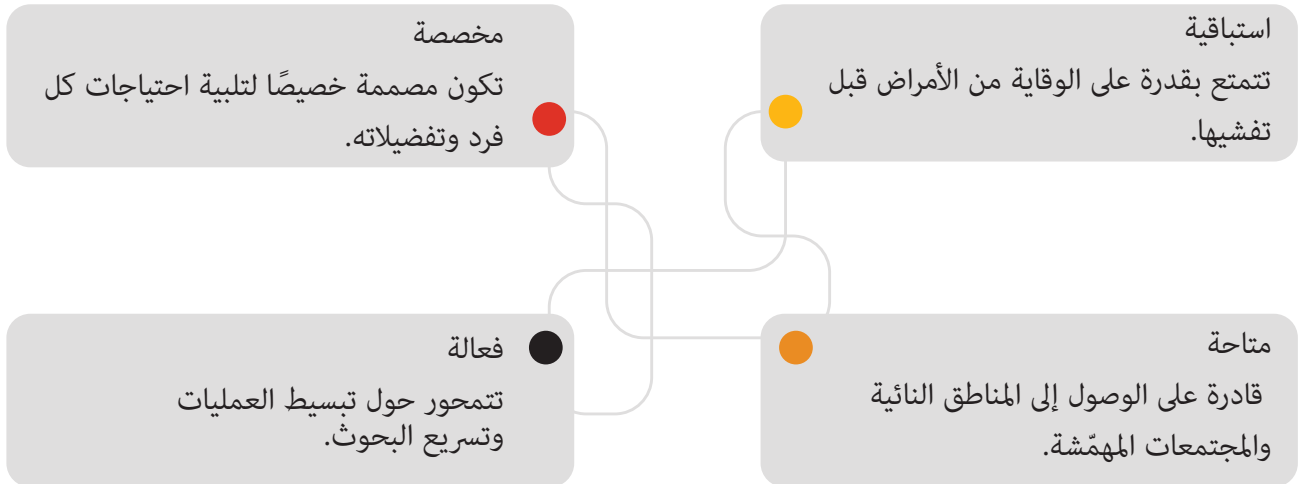 استباقية
تتمتع بقدرة على الوقاية من الأمراض قبل
تفشيها.
مخصصة
تكون مصممة خصيصًا لتلبية احتياجات كل
فرد وتفضيلاته.
متاحة
قادرة على الوصول إلى المناطق النائية
والمجتمعات المهمّشة.
فعالة
تتمحور حول تبسيط العمليات
وتسريع البحوث.